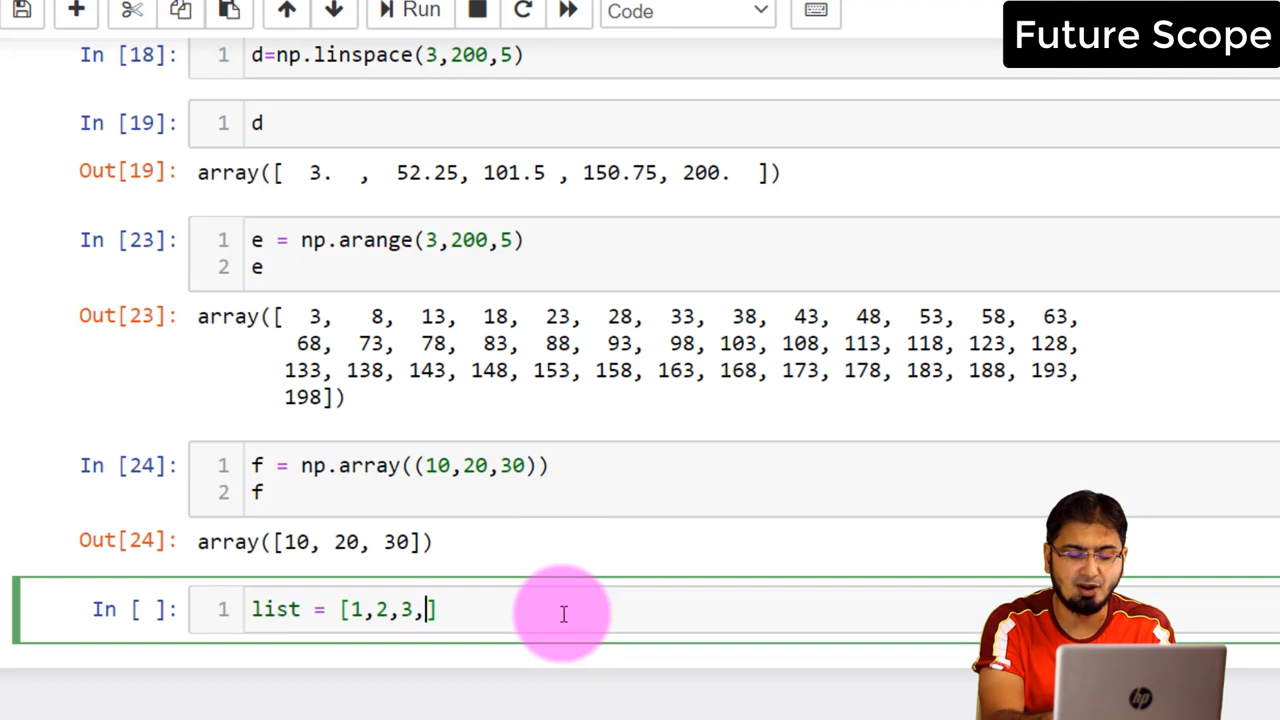 Run
Code
Future Scope
In [18]:
1 d=np.linspace(3,200,5)
In [19]:
1 d
Out[19]: array([  3.  ,  52.25, 101.5 , 150.75, 200.  ])
In [23]:
1 e = np.arange(3,200,5)
2 e
Out[23]: array([  3,   8,  13,  18,  23,  28,  33,  38,  43,  48,  53,  58,  63,
68,  73,  78,  83,  88,  93,  98, 103, 108, 113, 118, 123, 128,
133, 138, 143, 148, 153, 158, 163, 168, 173, 178, 183, 188, 193,
198])
In [24]:
1 f = np.array((10,20,30))
2 f
Out[24]: array([10, 20, 30])
In [ ]:
1 list = [1,2,3,]
hp